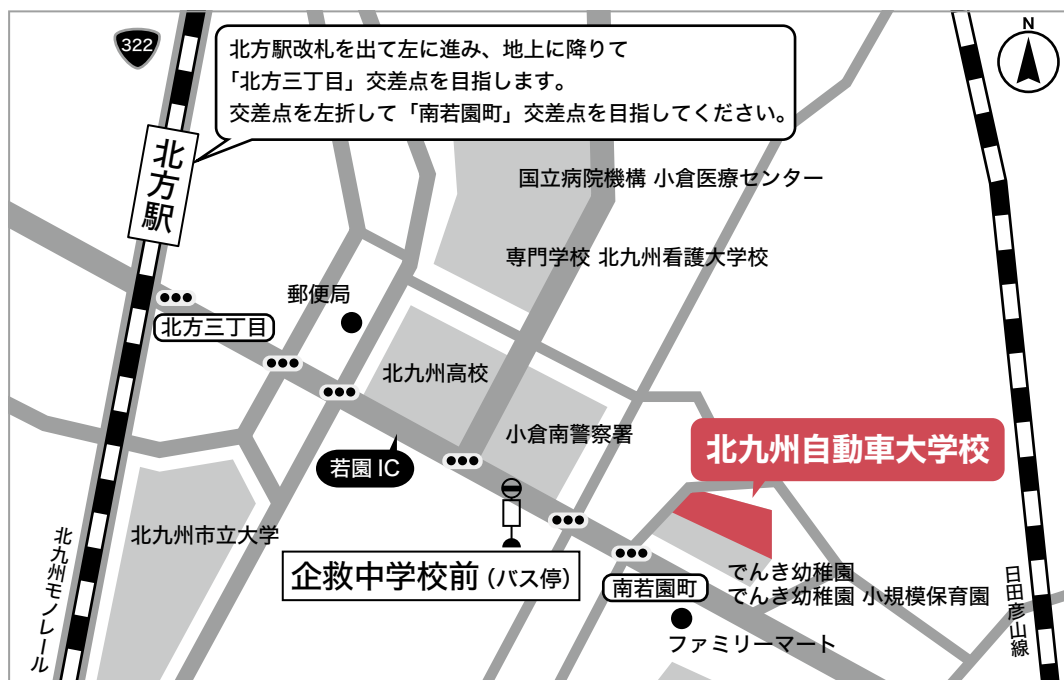 322
北方駅改札を出て左に進み、地上に降りて
「北方三丁目」交差点を目指します。
交差点を左折して「南若園町」交差点を目指してください。
N
北方駅
国立病院機構 小倉医療センター
専門学校 北九州看護大学校
郵便局
北方三丁目
北九州高校
小倉南警察署
北九州自動車大学校
若園 IC
北九州市立大学
企救中学校前(バス停)
南若園町
でんき幼稚園
でんき幼稚園 小規模保育園
ファミリーマート
北九州モノレール
日田彦山線